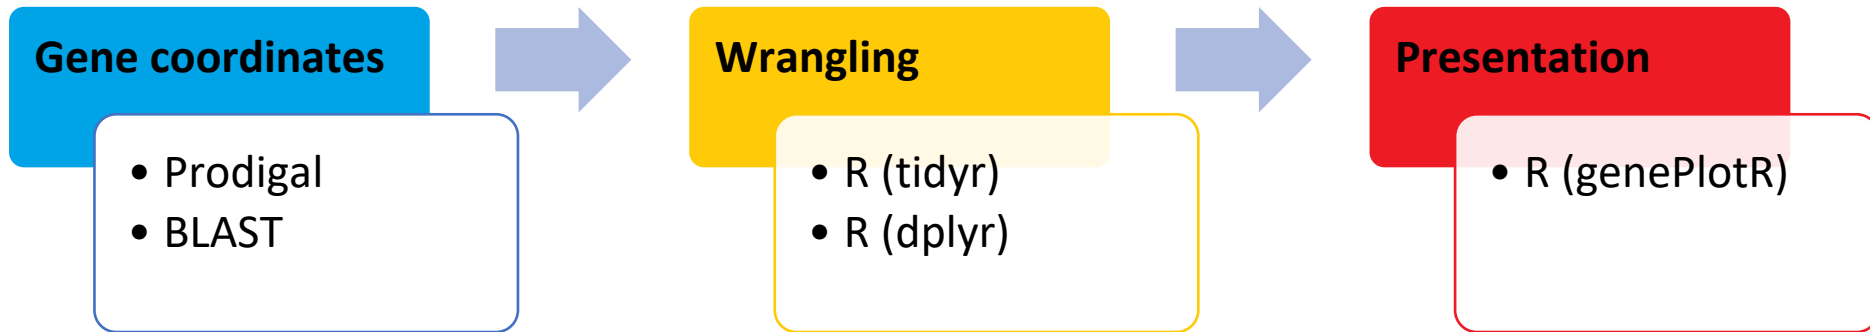 Gene coordinates
• Prodigal
• BLAST
Wrangling
• R (tidyr)
• R (dplyr)
Presentation
• R (genePlotR)